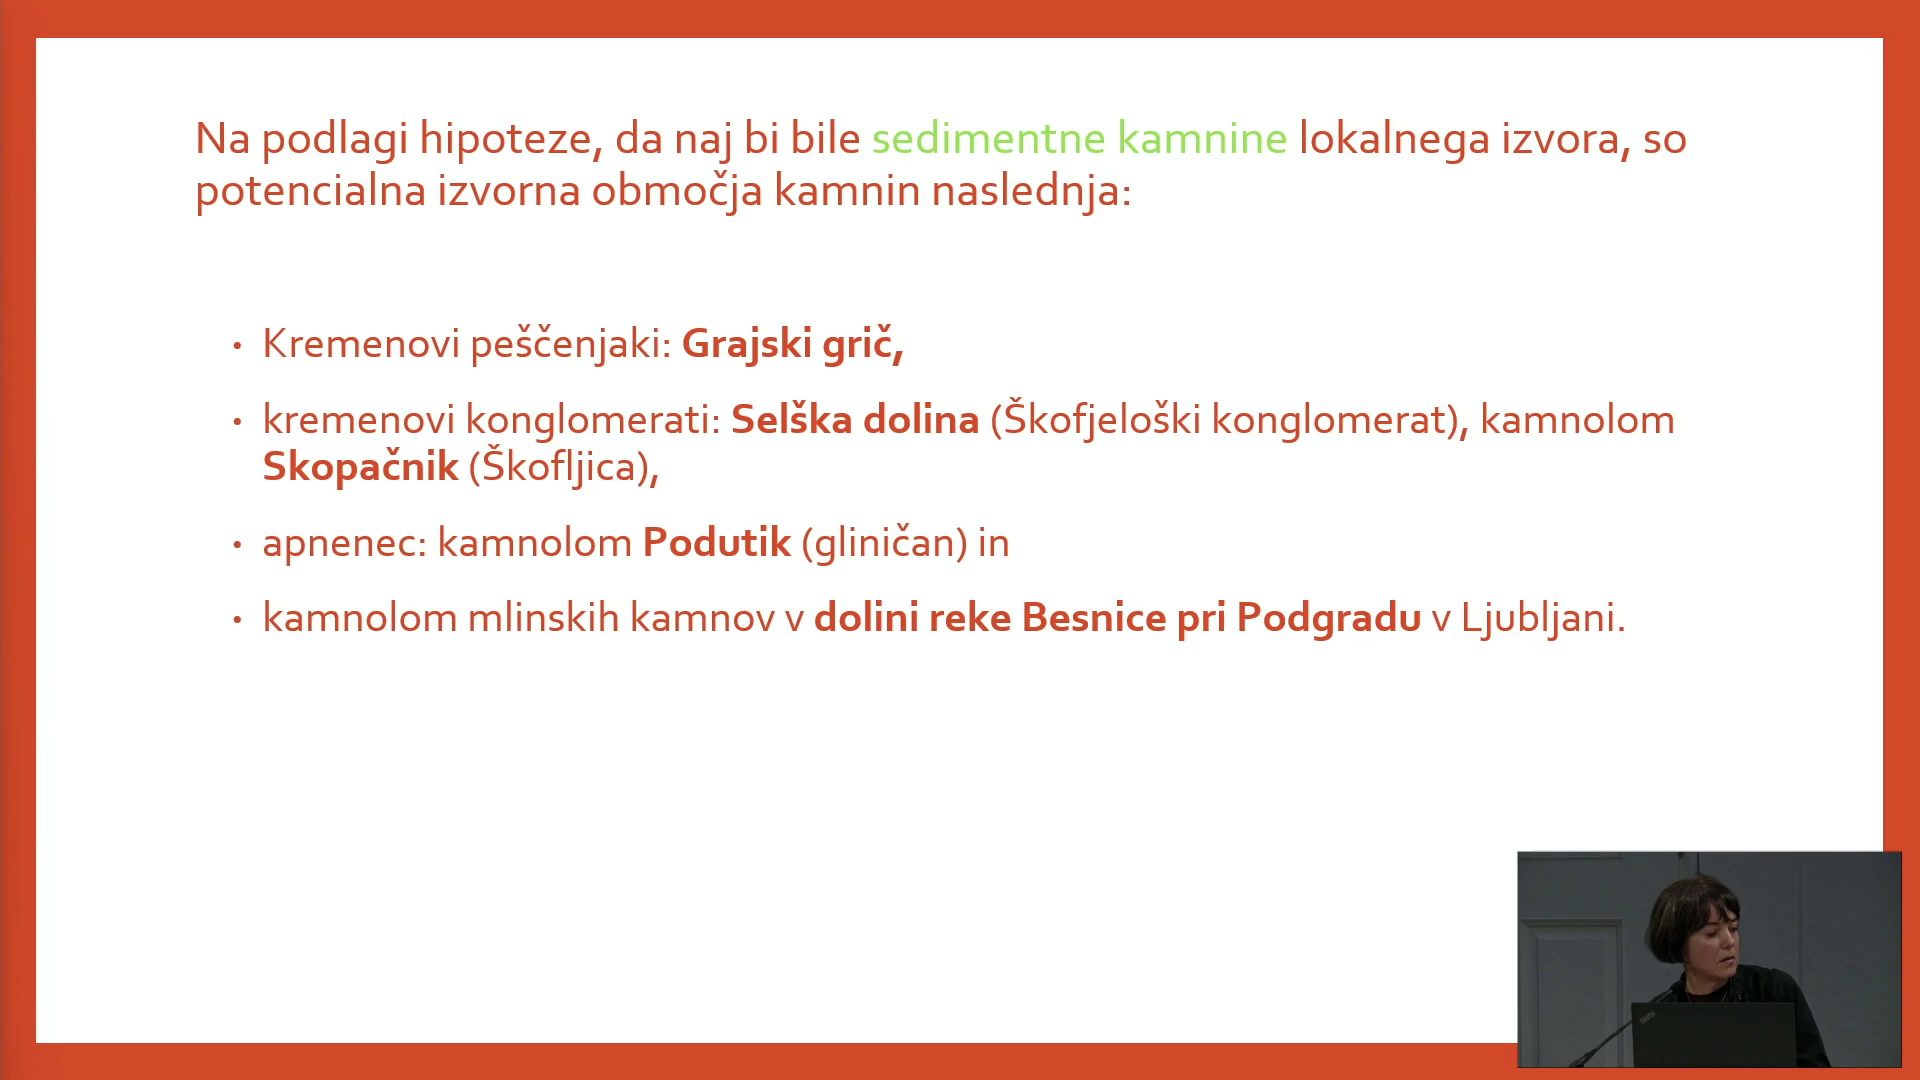 Na podlagi hipoteze, da naj bi bile sedimentne kamnine lokalnega izvora, so
potencialna izvorna območja kamnin naslednja:
• Kremenovi peščenjaki: Grajski grič,
• kremenovi konglomerati: Selška dolina (Škofjeloški konglomerat), kamnolom
Skopačnik (Škofljica),
• apnenec: kamnolom Podutik (gliničan) in
• kamnolom mlinskih kamnov v dolini reke Besnice pri Podgradu v Ljubljani.